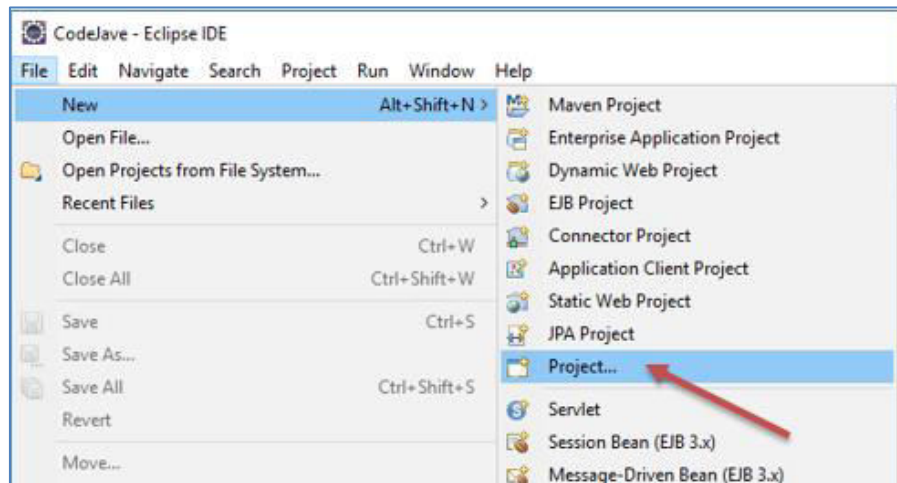 CodeJave - Eclipse IDE
File Edit Navigate Search Project Run Window Help
New Alt+Shift+N >
Open File...
Open Projects from File System...
Recent Files >
Close Ctrl+W
Close All Ctrl+Shift+W
Save Ctrl+S
Save As...
Save All Ctrl+Shift+S
Revert
Move...
Maven Project
Enterprise Application Project
Dynamic Web Project
EJB Project
Connector Project
Application Client Project
Static Web Project
JPA Project
Project...
Servlet
Session Bean (EJB 3.x)
Message-Driven Bean (EJB 3.x)